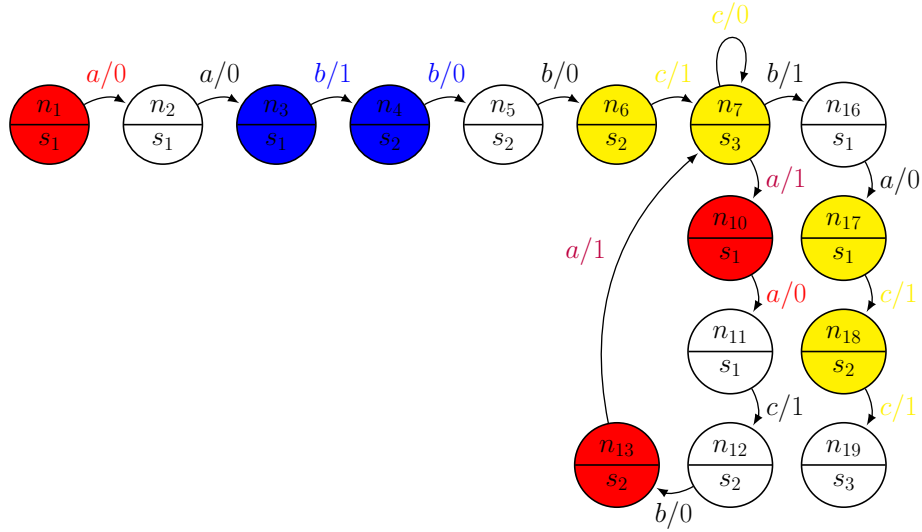 c/0
a/0 a/0 b/1 b/0 b/0 c/1 b/1
n1 n2 n3 n4 n5 n6 n7 n16
s1 s1 s1 s2 s2 s2 s3 s1
a/1 a/0
n10 n17
s1 s1
a/1
a/0 c/1
n11 n18
s1 s2
c/1 c/1
n13 n12 n19
s2 s2 s3
b/0